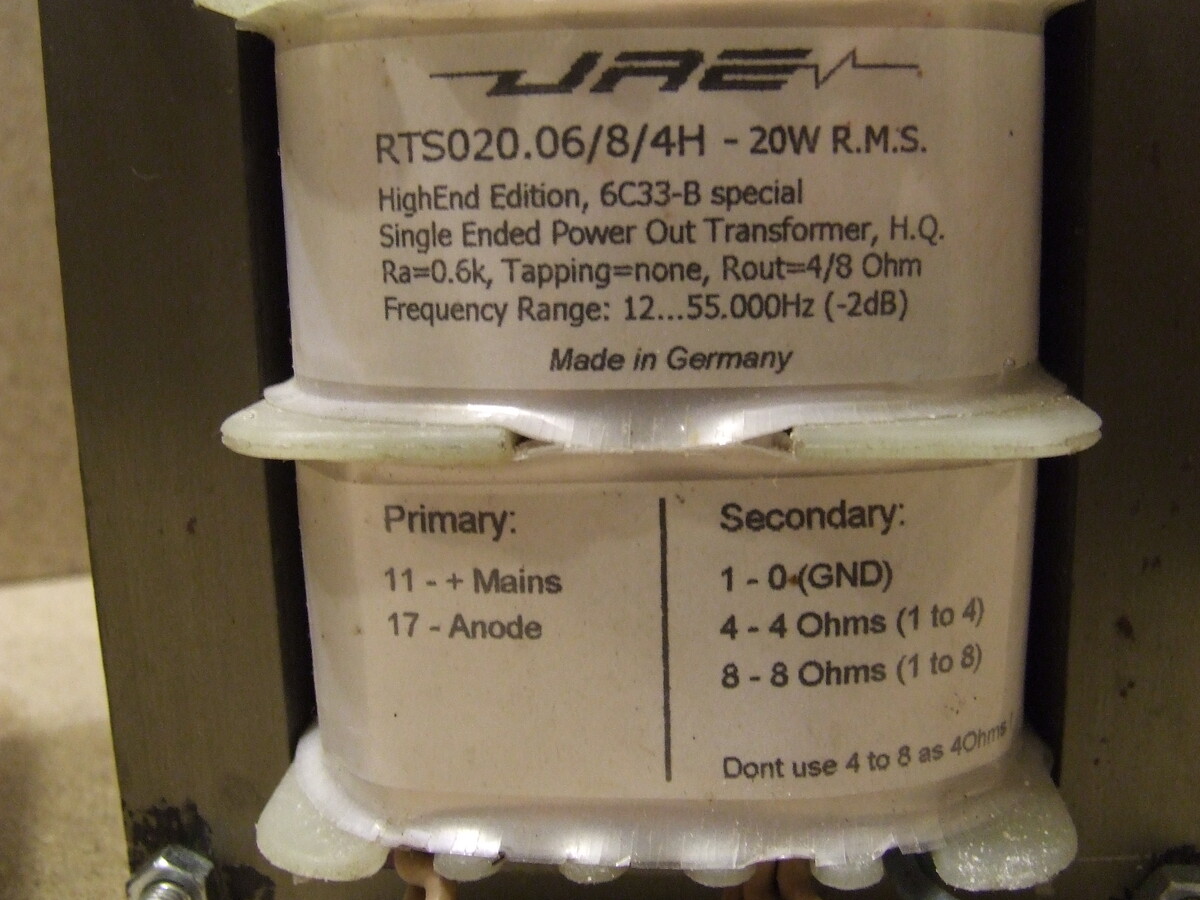 JAE
RTS020.06/8/4H - 20W R.M.S.
HighEnd Edition, 6C33-B special
Single Ended Power Out Transformer, H.Q.
Ra=0.6k, Tapping=none, Rout=4/8 Ohm
Frequency Range: 12...55.000Hz (-2dB)
Made in Germany
Primary:
11 - + Mains
17 - Anode
Secondary:
1 - 0 (GND)
4 - 4 Ohms (1 to 4)
8 - 8 Ohms (1 to 8)
Dont use 4 to 8 as 4Ohms !